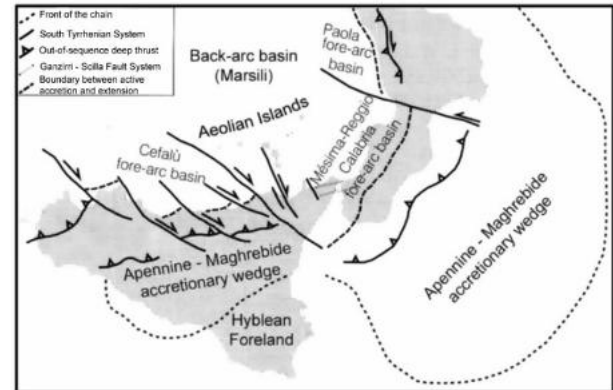 Front of the chain
South Tyrrhenian System
Out-of-sequence deep thrust
Ganzirri - Scilla Fault System
Boundary between active
accretion and extension
Back-arc basin
(Marsili)
Paola
fore-arc
basin
Aeolian Islands
Cefalù
fore-arc basin
Mésima-Reggio
Calabria
fore-arc basin
Apennine - Maghrebide
accretionary wedge
Apennine - Maghrebide
accretionary wedge
Hyblean
Foreland